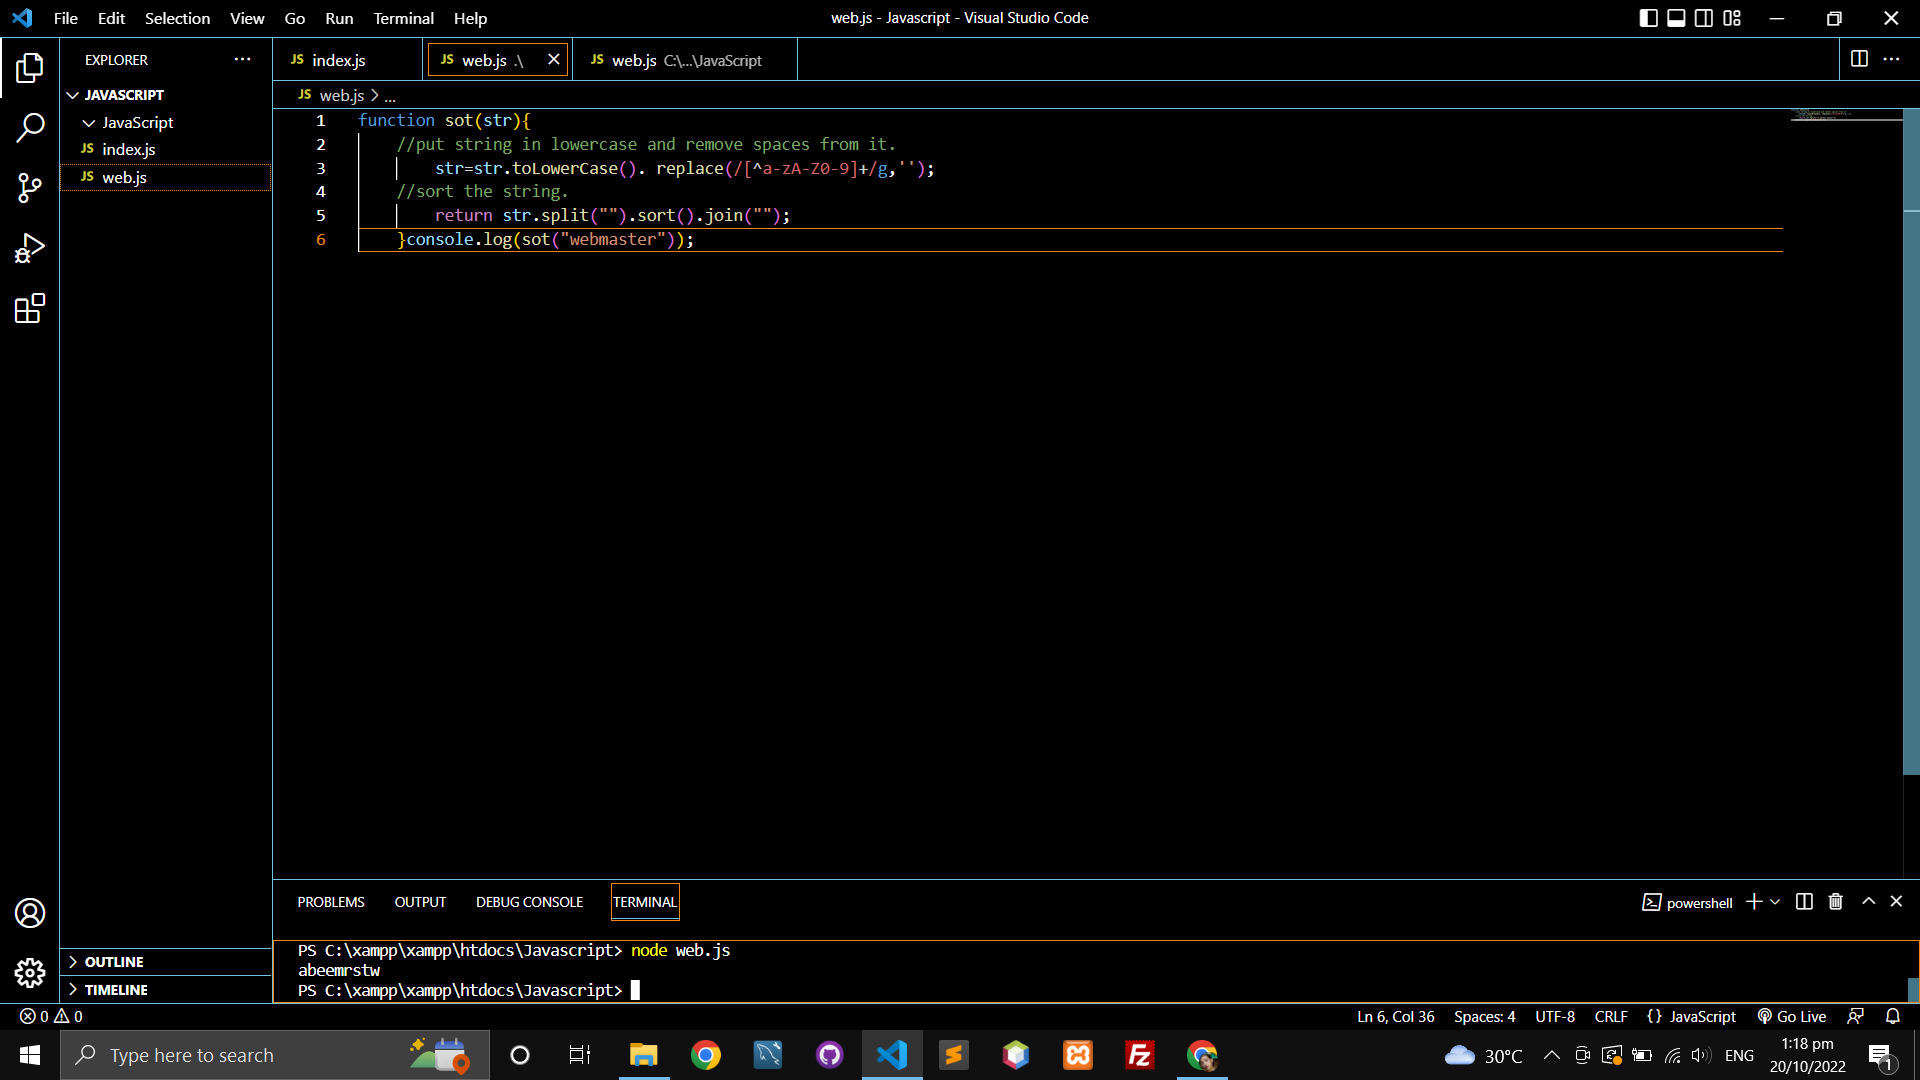 File Edit Selection View Go Run Terminal Help
web.js - Javascript - Visual Studio Code
EXPLORER
JAVASCRIPT
JavaScript
JS index.js
JS web.js
OUTLINE
TIMELINE
JS index.js
JS web.js .\
JS web.js C:\...\JavaScript
JS web.js > ...
1 function sot(str){
2 //put string in lowercase and remove spaces from it.
3 str=str.toLowerCase(). replace(/[^a-zA-Z0-9]+/g,'');
4 //sort the string.
5 return str.split("").sort().join("");
6 }console.log(sot("webmaster"));
PROBLEMS OUTPUT DEBUG CONSOLE TERMINAL
powershell
PS C:\xampp\xampp\htdocs\Javascript> node web.js
abeemrstw
PS C:\xampp\xampp\htdocs\Javascript>
0 0
Ln 6, Col 36 Spaces: 4 UTF-8 CRLF {} JavaScript Go Live
Type here to search
Fz
30°C
ENG
1:18 pm
20/10/2022
1